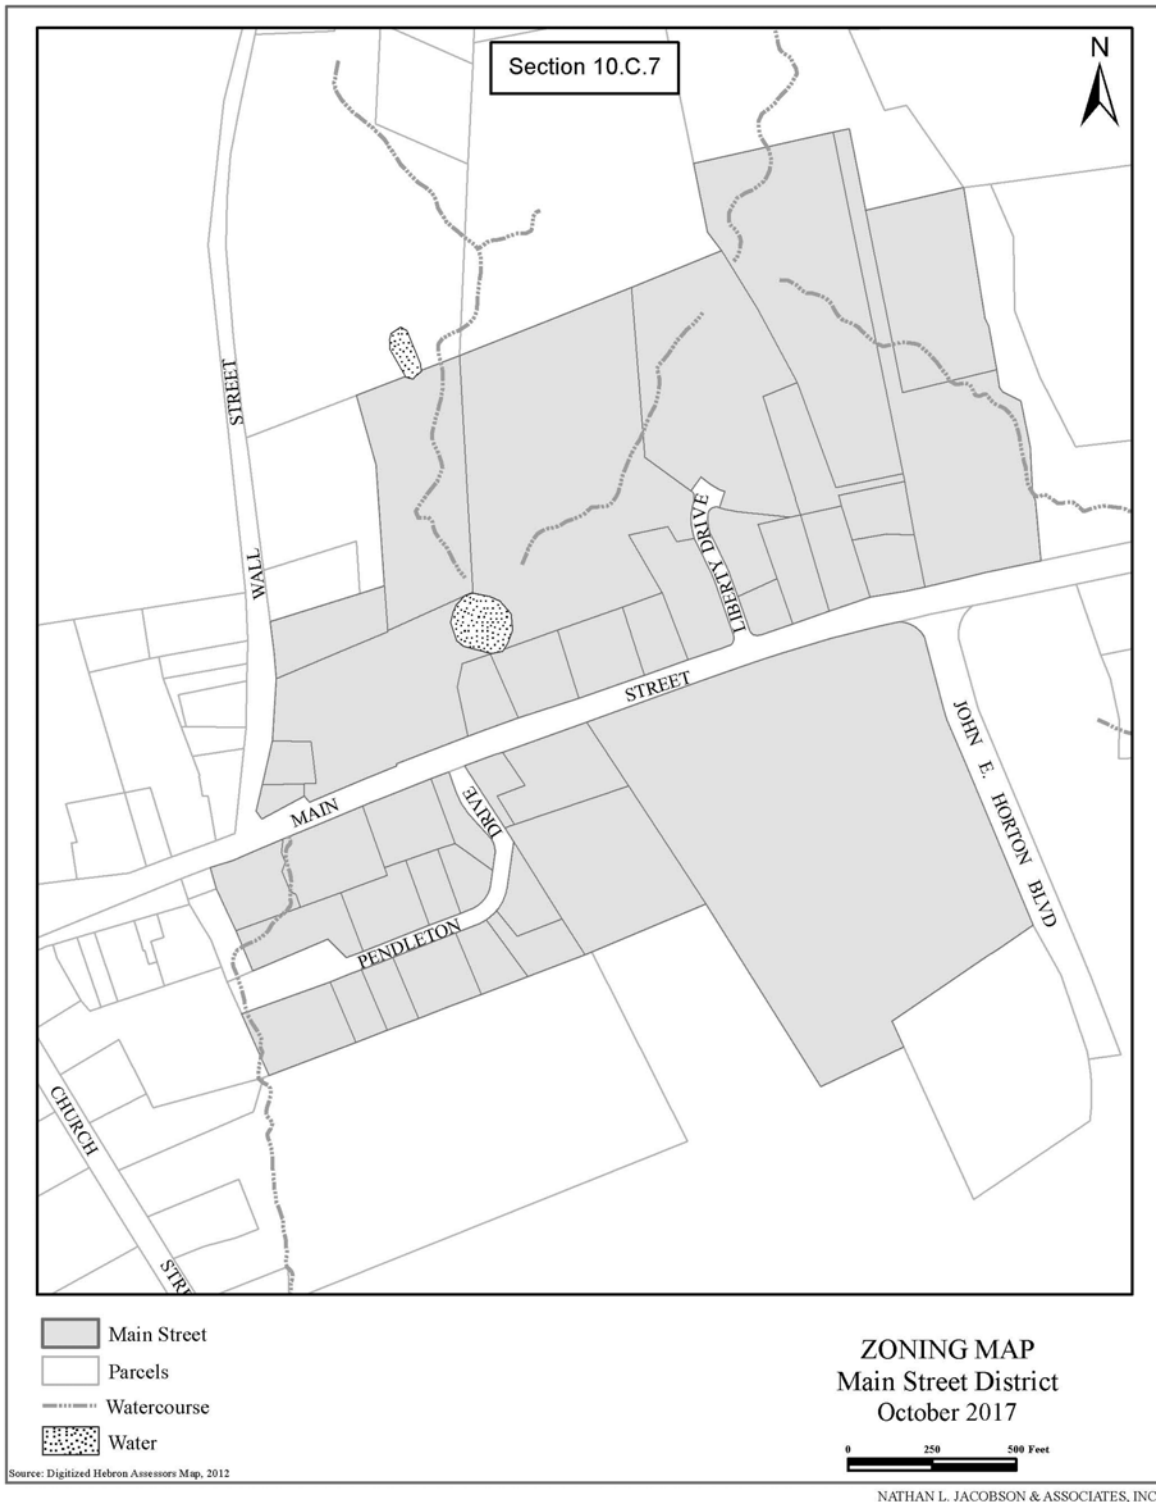 Section 10.C.7
N
STREET
WALL
LIBERTY DRIVE
STREET
MAIN
DRIVE
PENDLETON
JOHN E. HORTON BLVD
CHURCH
STRE
Main Street
Parcels
Watercourse
Water
ZONING MAP
Main Street District
October 2017
0 250 500 Feet
Source: Digitized Hebron Assessors Map, 2012
NATHAN L. JACOBSON & ASSOCIATES, INC